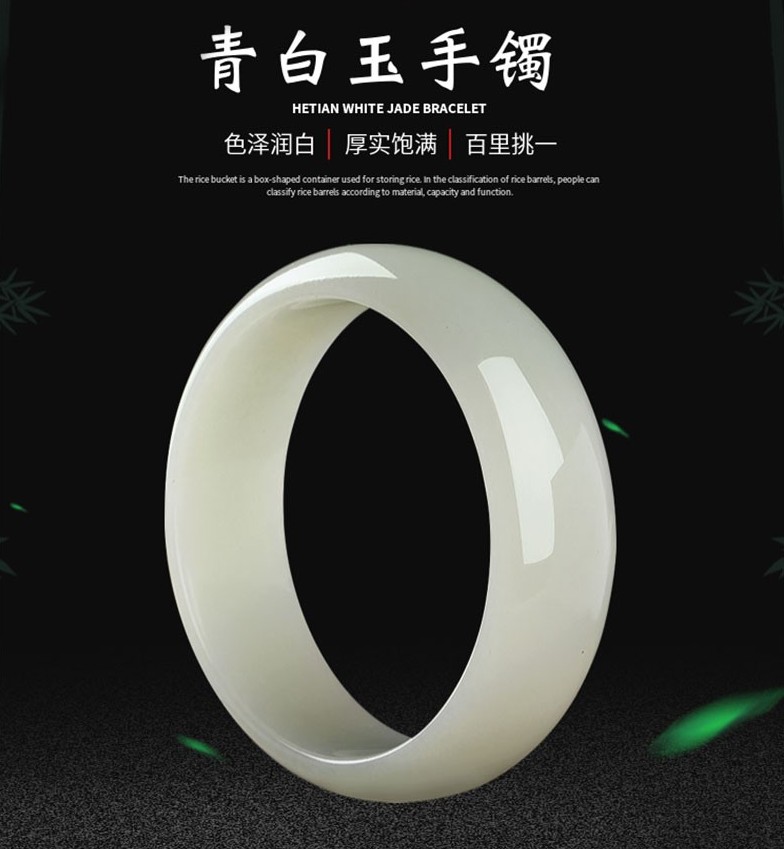 青白玉手镯
HETIAN WHITE JADE BRACELET
色泽润白 | 厚实饱满 | 百里挑一
The rice bucket is a box-shaped container used for storing rice. In the classification of rice barrels, people can
classify rice barrels according to material, capacity and function.